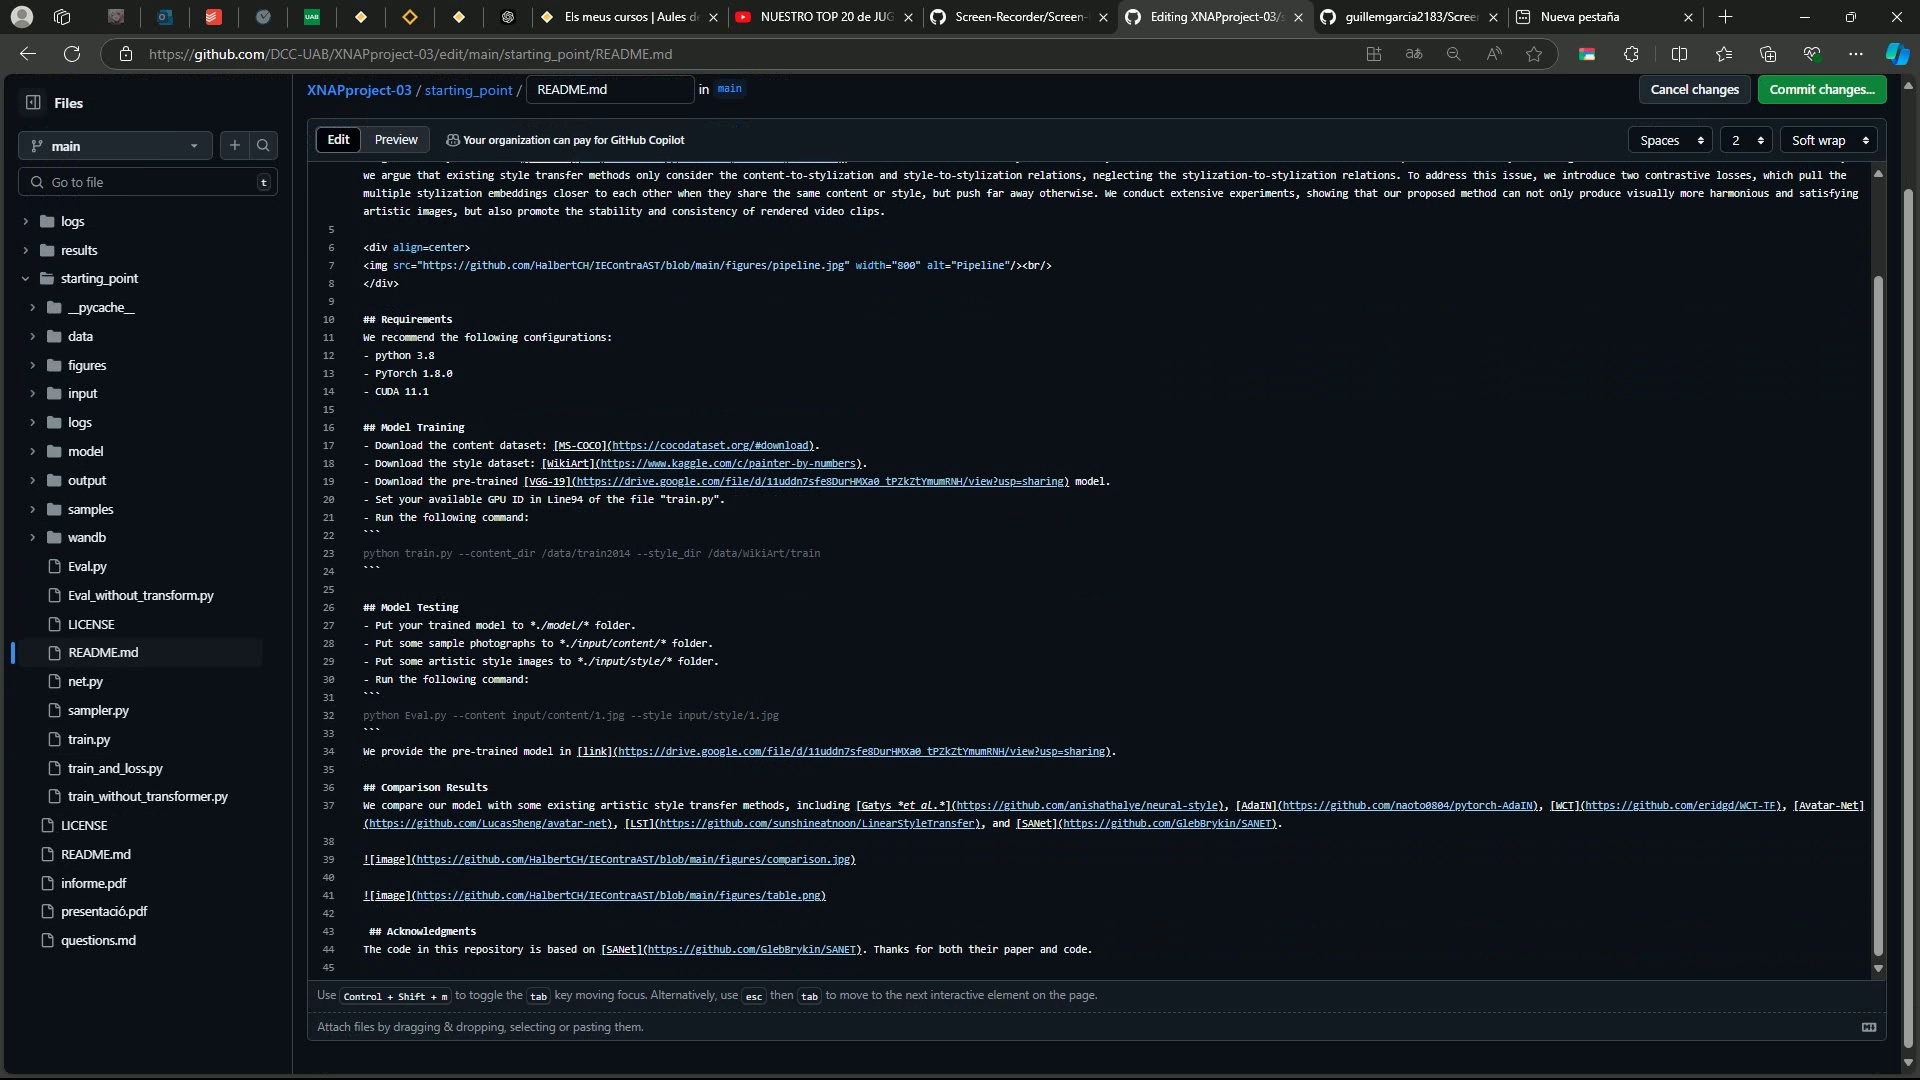 UAB
Els meus cursos | Aules d
NUESTRO TOP 20 de JUG
Screen-Recorder/Screen-
Editing XNAPproject-03/s
guillemgarcia2183/Scree
Nueva pestaña
https://github.com/DCC-UAB/XNAPproject-03/edit/main/starting_point/README.md
Files
main
Go to file
t
logs
results
starting_point
__pycache__
data
figures
input
logs
model
output
samples
wandb
Eval.py
Eval_without_transform.py
LICENSE
README.md
net.py
sampler.py
train.py
train_and_loss.py
train_without_transformer.py
LICENSE
README.md
informe.pdf
presentació.pdf
questions.md
XNAPproject-03 / starting_point / README.md in main
Cancel changes
Commit changes...
Edit
Preview
Your organization can pay for GitHub Copilot
Spaces
2
Soft wrap
we argue that existing style transfer methods only consider the content-to-stylization and style-to-stylization relations, neglecting the stylization-to-stylization relations. To address this issue, we introduce two contrastive losses, which pull the
multiple stylization embeddings closer to each other when they share the same content or style, but push far away otherwise. We conduct extensive experiments, showing that our proposed method can not only produce visually more harmonious and satisfying
artistic images, but also promote the stability and consistency of rendered video clips.
5
6 <div align=center>
7 <img src="https://github.com/HalbertCH/IEContraAST/blob/main/figures/pipeline.jpg" width="800" alt="Pipeline"/><br/>
8 </div>
9
10 ## Requirements
11 We recommend the following configurations:
12 - python 3.8
13 - PyTorch 1.8.0
14 - CUDA 11.1
15
16 ## Model Training
17 - Download the content dataset: [MS-COCO](https://cocodataset.org/#download).
18 - Download the style dataset: [WikiArt](https://www.kaggle.com/c/painter-by-numbers).
19 - Download the pre-trained [VGG-19](https://drive.google.com/file/d/11uddn7sfe8DurHMXa0_tPZkZtYmumRNH/view?usp=sharing) model.
20 - Set your available GPU ID in Line94 of the file "train.py".
21 - Run the following command:
22 ```
23 python train.py --content_dir /data/train2014 --style_dir /data/WikiArt/train
24 ```
25
26 ## Model Testing
27 - Put your trained model to *./model/* folder.
28 - Put some sample photographs to *./input/content/* folder.
29 - Put some artistic style images to *./input/style/* folder.
30 - Run the following command:
31 ```
32 python Eval.py --content input/content/1.jpg --style input/style/1.jpg
33 ```
34 We provide the pre-trained model in [link](https://drive.google.com/file/d/11uddn7sfe8DurHMXa0_tPZkZtYmumRNH/view?usp=sharing).
35
36 ## Comparison Results
37 We compare our model with some existing artistic style transfer methods, including [Gatys *et al.*](https://github.com/anishathalye/neural-style), [AdaIN](https://github.com/naoto0804/pytorch-AdaIN), [WCT](https://github.com/eridgd/WCT-TF), [Avatar-Net]
(https://github.com/LucasSheng/avatar-net), [LST](https://github.com/sunshineatnoon/LinearStyleTransfer), and [SANet](https://github.com/GlebBrykin/SANET).
38
39 ![image](https://github.com/HalbertCH/IEContraAST/blob/main/figures/comparison.jpg)
40
41 ![image](https://github.com/HalbertCH/IEContraAST/blob/main/figures/table.png)
42
43 ## Acknowledgments
44 The code in this repository is based on [SANet](https://github.com/GlebBrykin/SANET). Thanks for both their paper and code.
45
Use Control + Shift + m to toggle the tab key moving focus. Alternatively, use esc then tab to move to the next interactive element on the page.
Attach files by dragging & dropping, selecting or pasting them.